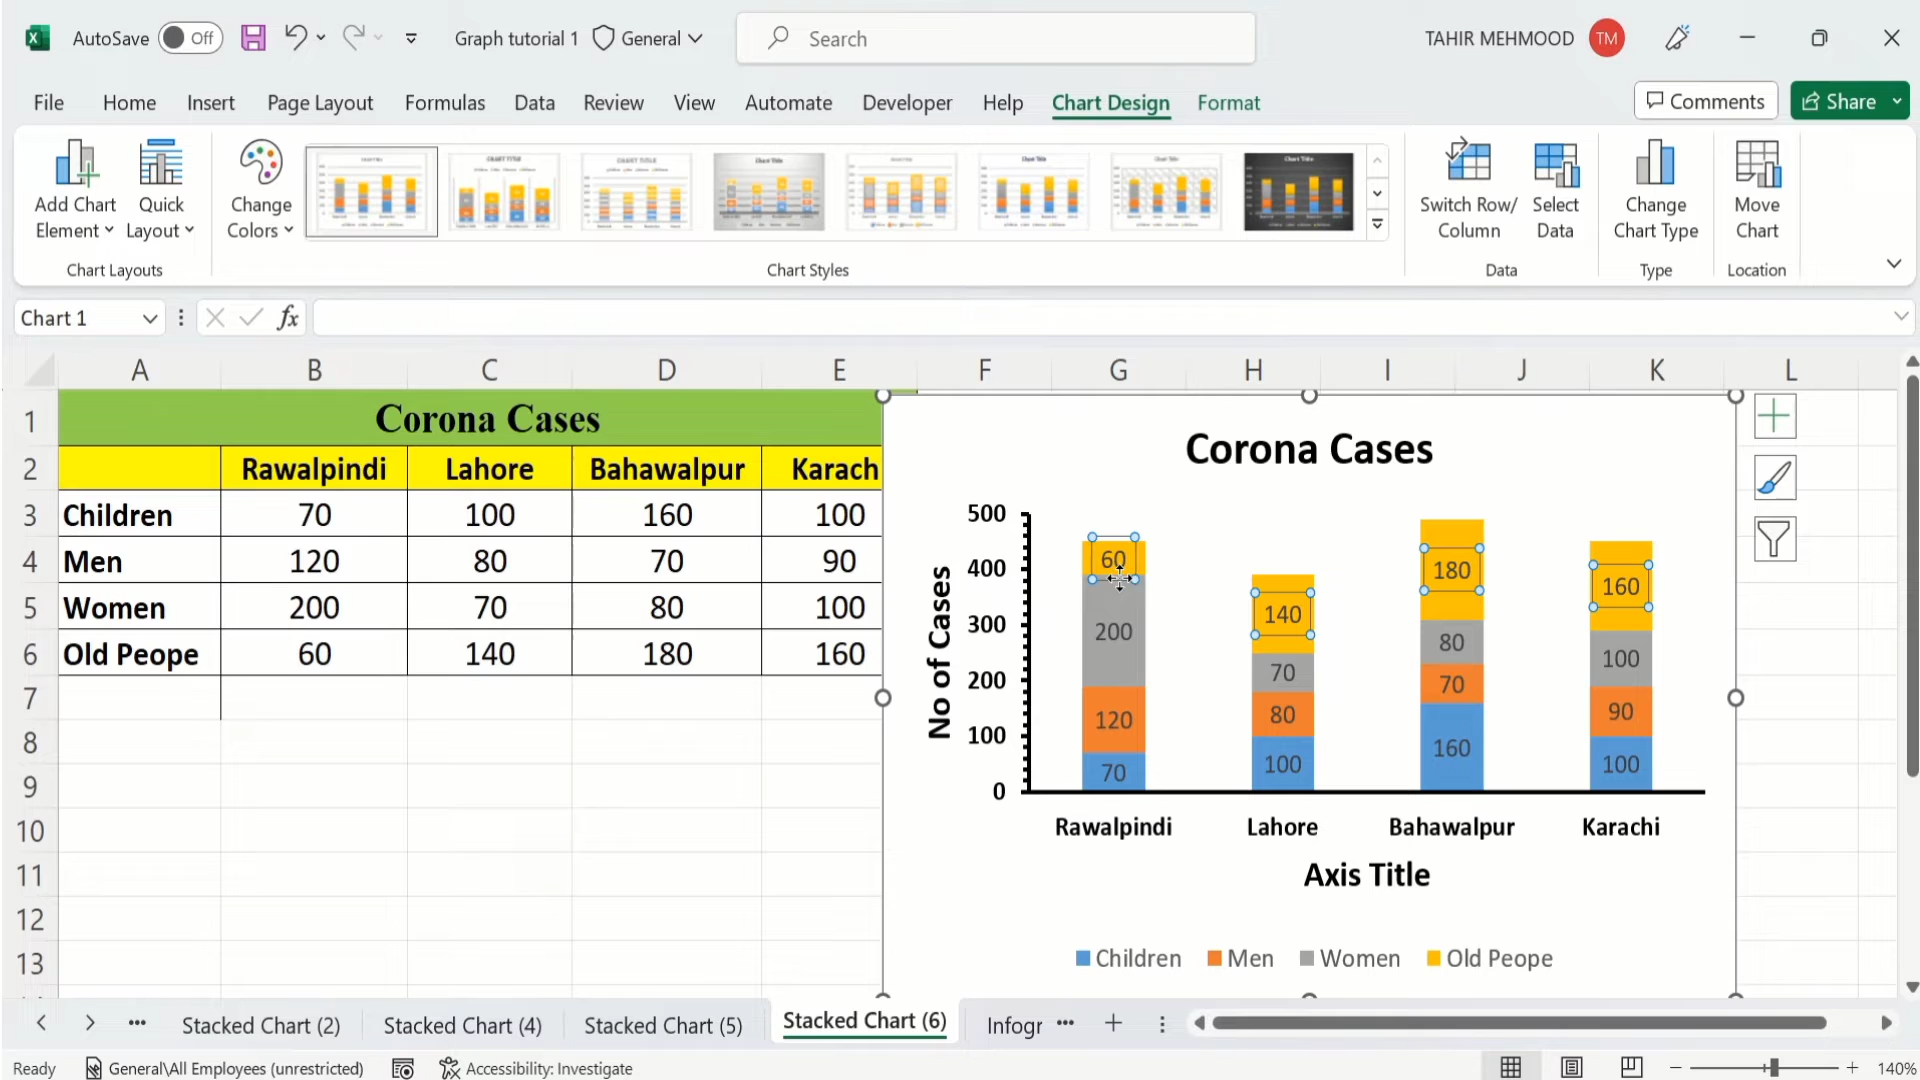 AutoSave Off Graph tutorial 1 General Search TAHIR MEHMOOD TM
File Home Insert Page Layout Formulas Data Review View Automate Developer Help Chart Design Format Comments Share
Add Chart Element
Quick Layout
Change Colors
Switch Row/ Column
Select Data
Change Chart Type
Move Chart
Chart Layouts Chart Styles Data Type Location
Chart 1 fx
A B C D E F G H I J K L
1 Corona Cases
2 Rawalpindi Lahore Bahawalpur Karach
3 Children 70 100 160 100
4 Men 120 80 70 90
5 Women 200 70 80 100
6 Old Peope 60 140 180 160
7
8
9
10
11
12
13
Corona Cases
No of Cases
500
400
300
200
100
0
60 140 180 160
200 70 80 100
120 80 70 90
70 100 160 100
Rawalpindi Lahore Bahawalpur Karachi
Axis Title
Children Men Women Old Peope
Stacked Chart (2) Stacked Chart (4) Stacked Chart (5) Stacked Chart (6) Infogr
Ready General\All Employees (unrestricted) Accessibility: Investigate 140%